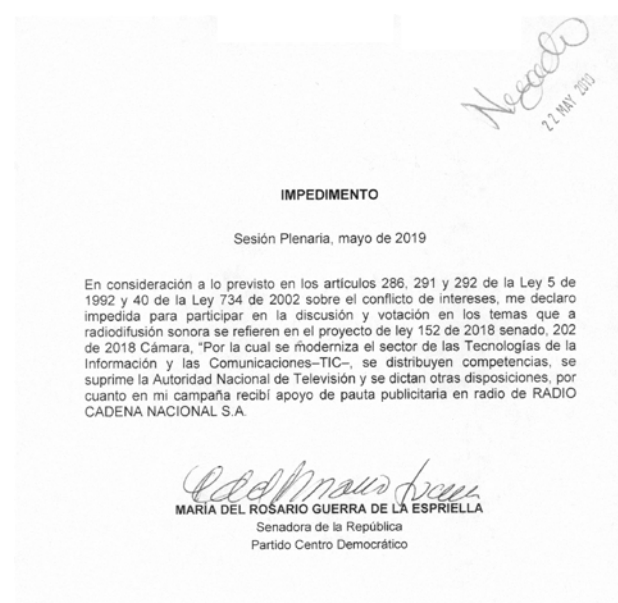 Negado
22 MAY 2019
IMPEDIMENTO
Sesión Plenaria, mayo de 2019
En consideración a lo previsto en los artículos 286, 291 y 292 de la Ley 5 de
1992 y 40 de la Ley 734 de 2002 sobre el conflicto de intereses, me declaro
impedida para participar en la discusión y votación en los temas que a
radiodifusión sonora se refieren en el proyecto de ley 152 de 2018 senado, 202
de 2018 Cámara, "Por la cual se moderniza el sector de las Tecnologías de la
Información y las Comunicaciones–TIC–, se distribuyen competencias, se
suprime la Autoridad Nacional de Televisión y se dictan otras disposiciones, por
cuanto en mi campaña recibí apoyo de pauta publicitaria en radio de RADIO
CADENA NACIONAL S.A.
MARÍA DEL ROSARIO GUERRA DE LA ESPRIELLA
Senadora de la República
Partido Centro Democrático